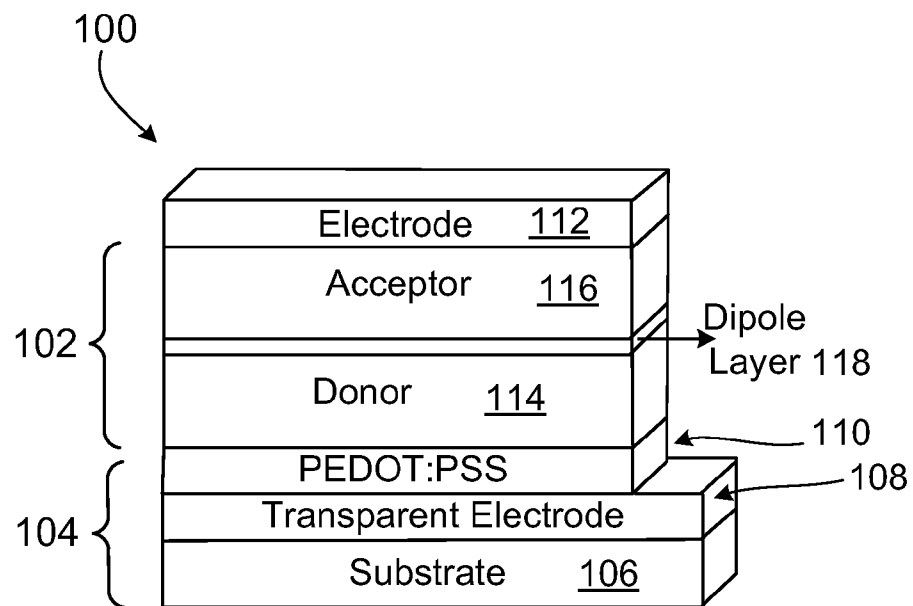 100
Electrode 112
Acceptor 116
102
Dipole
Layer 118
Donor 114
110
PEDOT:PSS
108
Transparent Electrode
104
Substrate 106